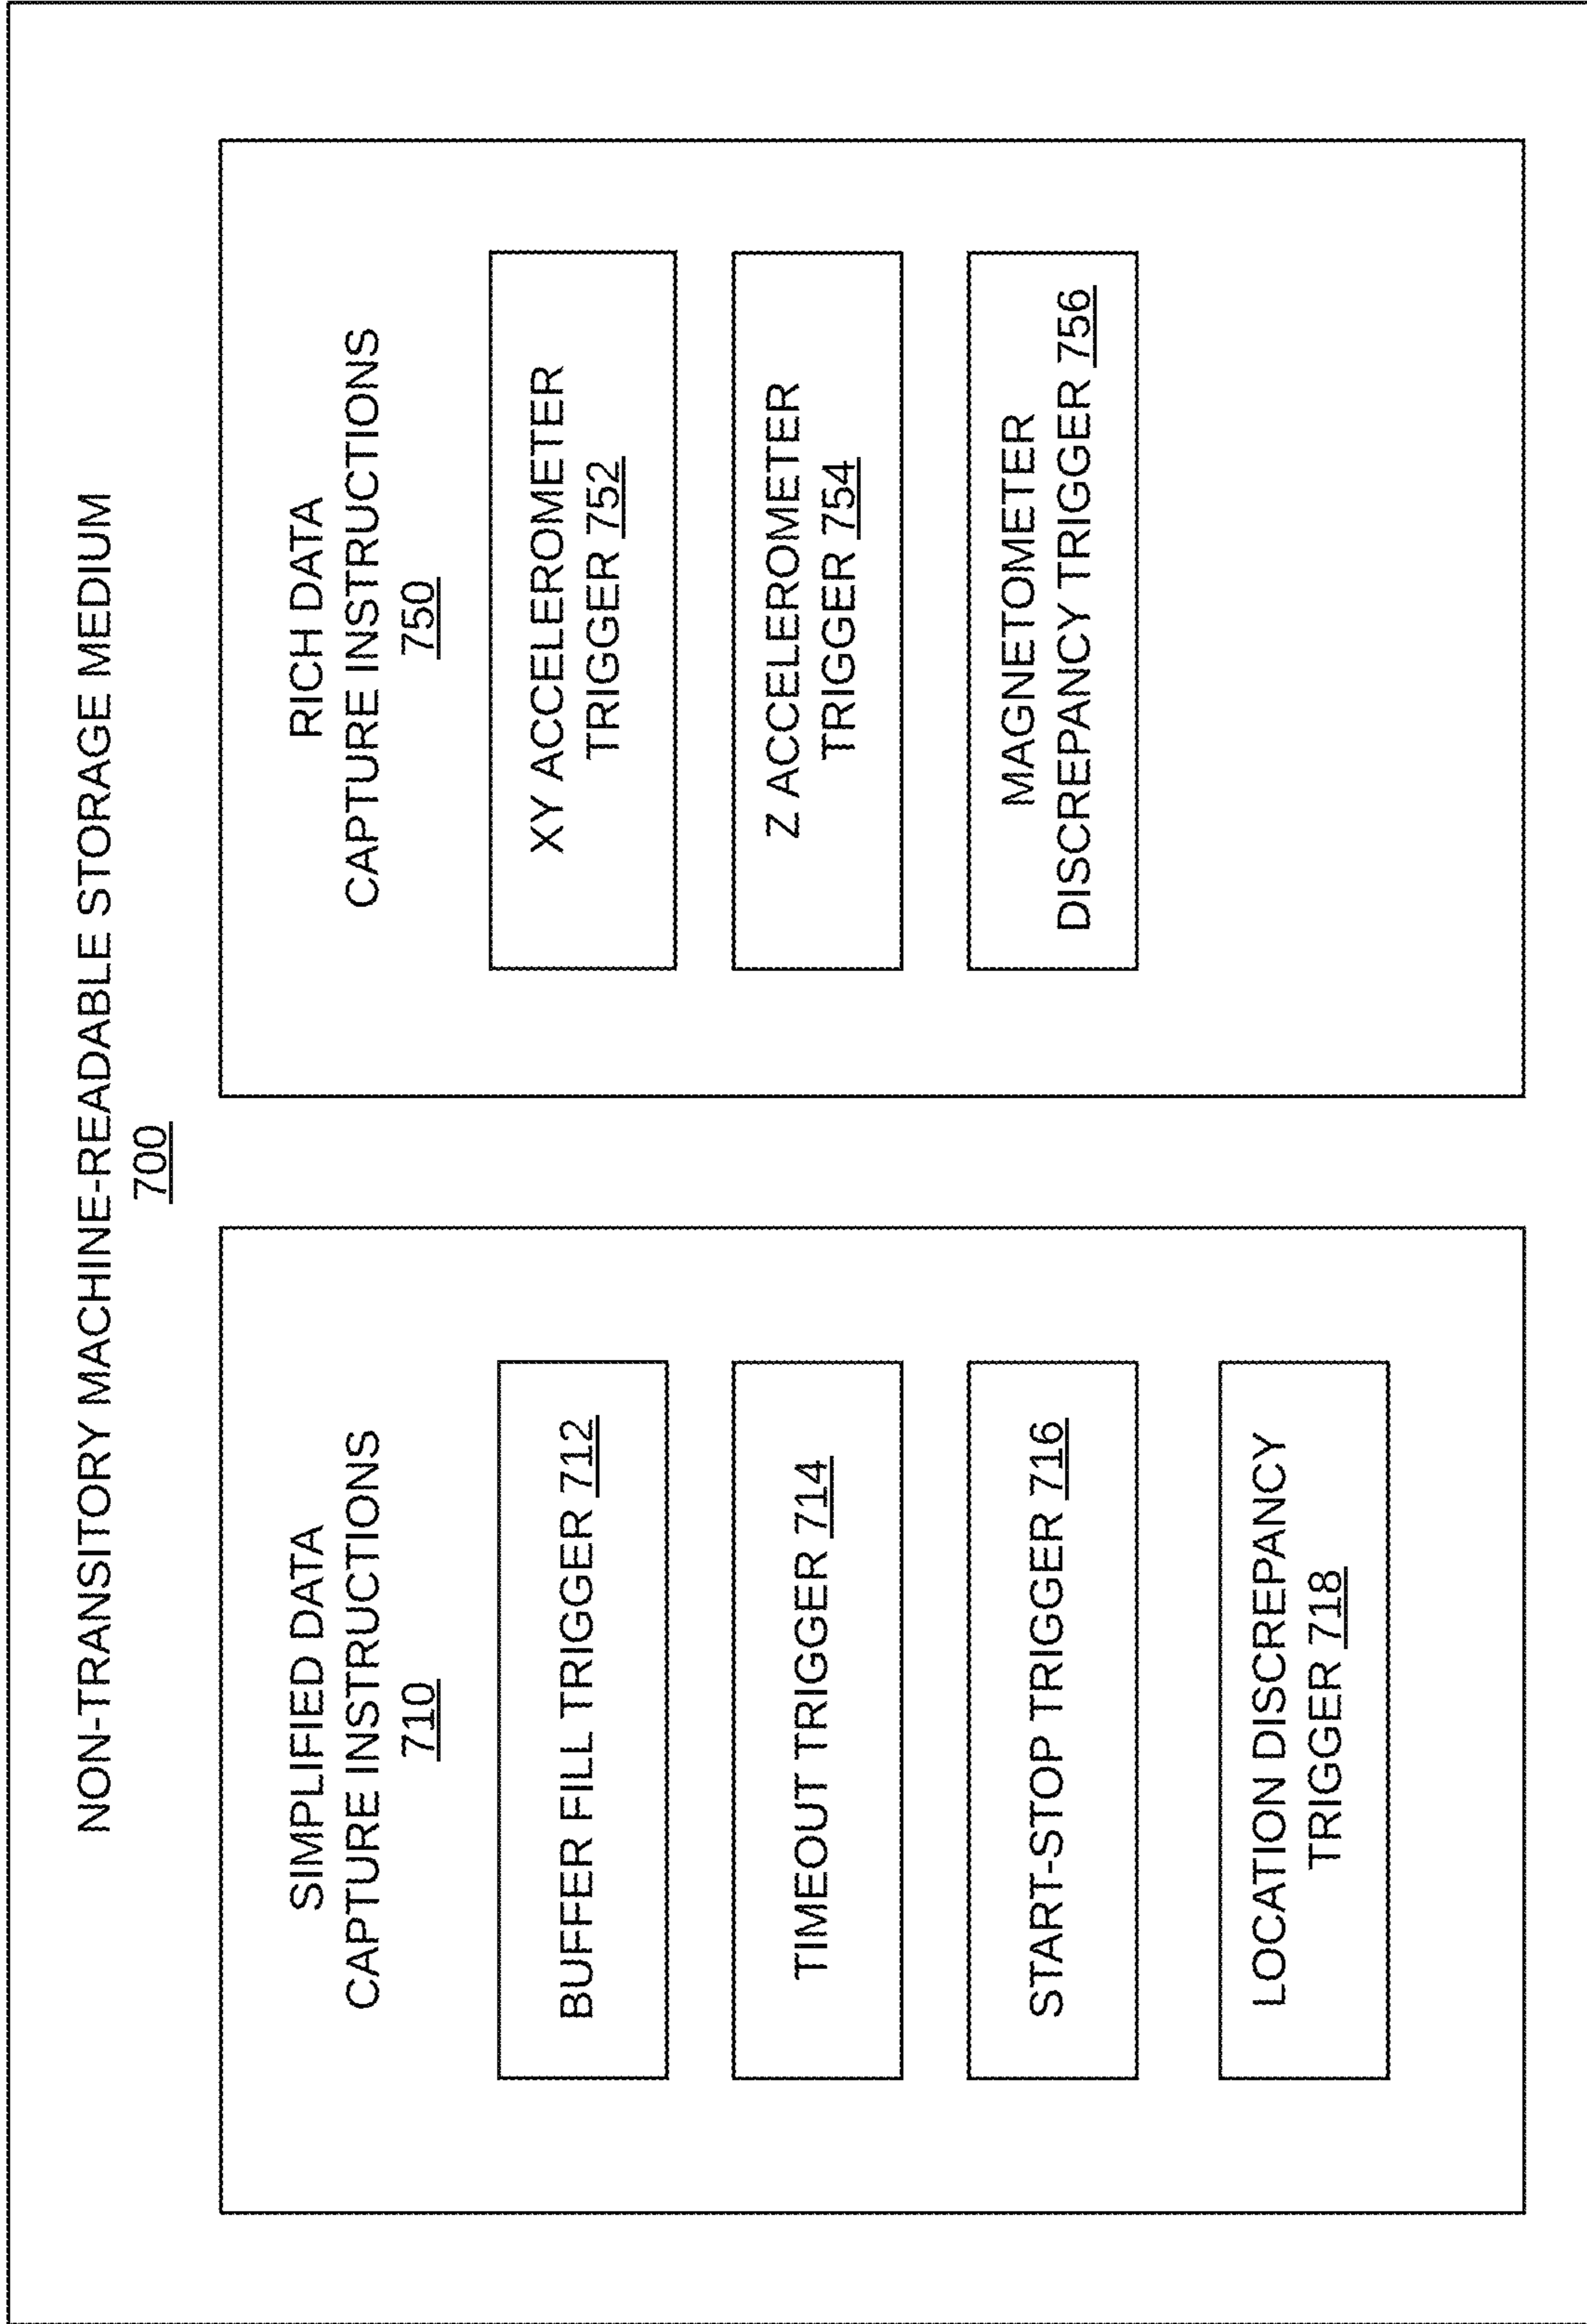 NON-TRANSITORY MACHINE-READABLE STORAGE MEDIUM
700
SIMPLIFIED DATA
CAPTURE INSTRUCTIONS
710
BUFFER FILL TRIGGER 712
TIMEOUT TRIGGER 714
START-STOP TRIGGER 716
LOCATION DISCREPANCY
TRIGGER 718
RICH DATA
CAPTURE INSTRUCTIONS
750
XY ACCELEROMETER
TRIGGER 752
Z ACCELEROMETER
TRIGGER 754
MAGNETOMETER
DISCREPANCY TRIGGER 756